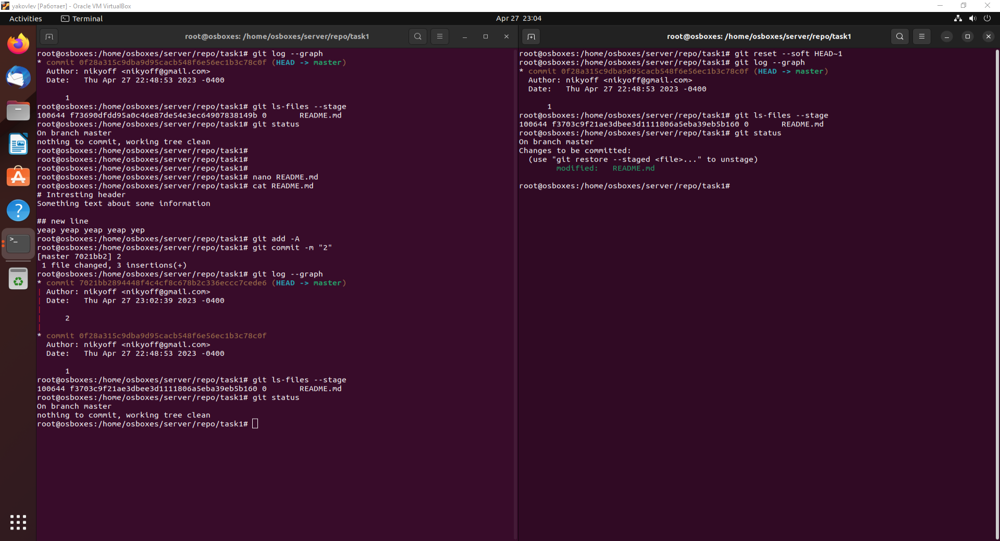 yakovlev [Работает] - Oracle VM VirtualBox
Activities
Terminal
Apr 27  23:04
root@osboxes: /home/osboxes/server/repo/task1
root@osboxes:/home/osboxes/server/repo/task1# git log --graph
* commit 0f28a315c9dba9d95cacb548f6e56ec1b3c78c0f (HEAD -> master)
  Author: nikyoff <nikyoff@gmail.com>
  Date:   Thu Apr 27 22:48:53 2023 -0400
      1
root@osboxes:/home/osboxes/server/repo/task1# git ls-files --stage
100644 f73690dfdd95a0c46e87de54e3ec64907838149b 0       README.md
root@osboxes:/home/osboxes/server/repo/task1# git status
On branch master
nothing to commit, working tree clean
root@osboxes:/home/osboxes/server/repo/task1#
root@osboxes:/home/osboxes/server/repo/task1#
root@osboxes:/home/osboxes/server/repo/task1#
root@osboxes:/home/osboxes/server/repo/task1# nano README.md
root@osboxes:/home/osboxes/server/repo/task1# cat README.md
# Intresting header
Something text about some information
## new line
yeap yeap yeap yeap yep
root@osboxes:/home/osboxes/server/repo/task1# git add -A
root@osboxes:/home/osboxes/server/repo/task1# git commit -m "2"
[master 7021bb2] 2
 1 file changed, 3 insertions(+)
root@osboxes:/home/osboxes/server/repo/task1# git log --graph
* commit 7021bb2894448f4c4cf8c678b2c336eccc7cede6 (HEAD -> master)
| Author: nikyoff <nikyoff@gmail.com>
| Date:   Thu Apr 27 23:02:39 2023 -0400
|
|     2
|
* commit 0f28a315c9dba9d95cacb548f6e56ec1b3c78c0f
  Author: nikyoff <nikyoff@gmail.com>
  Date:   Thu Apr 27 22:48:53 2023 -0400
      1
root@osboxes:/home/osboxes/server/repo/task1# git ls-files --stage
100644 f3703c9f21ae3dbee3d1111806a5eba39eb5b160 0       README.md
root@osboxes:/home/osboxes/server/repo/task1# git status
On branch master
nothing to commit, working tree clean
root@osboxes:/home/osboxes/server/repo/task1#
root@osboxes: /home/osboxes/server/repo/task1
root@osboxes:/home/osboxes/server/repo/task1# git reset --soft HEAD~1
root@osboxes:/home/osboxes/server/repo/task1# git log --graph
* commit 0f28a315c9dba9d95cacb548f6e56ec1b3c78c0f (HEAD -> master)
  Author: nikyoff <nikyoff@gmail.com>
  Date:   Thu Apr 27 22:48:53 2023 -0400
      1
root@osboxes:/home/osboxes/server/repo/task1# git ls-files --stage
100644 f3703c9f21ae3dbee3d1111806a5eba39eb5b160 0       README.md
root@osboxes:/home/osboxes/server/repo/task1# git status
On branch master
Changes to be committed:
  (use "git restore --staged <file>..." to unstage)
        modified:   README.md
root@osboxes:/home/osboxes/server/repo/task1#